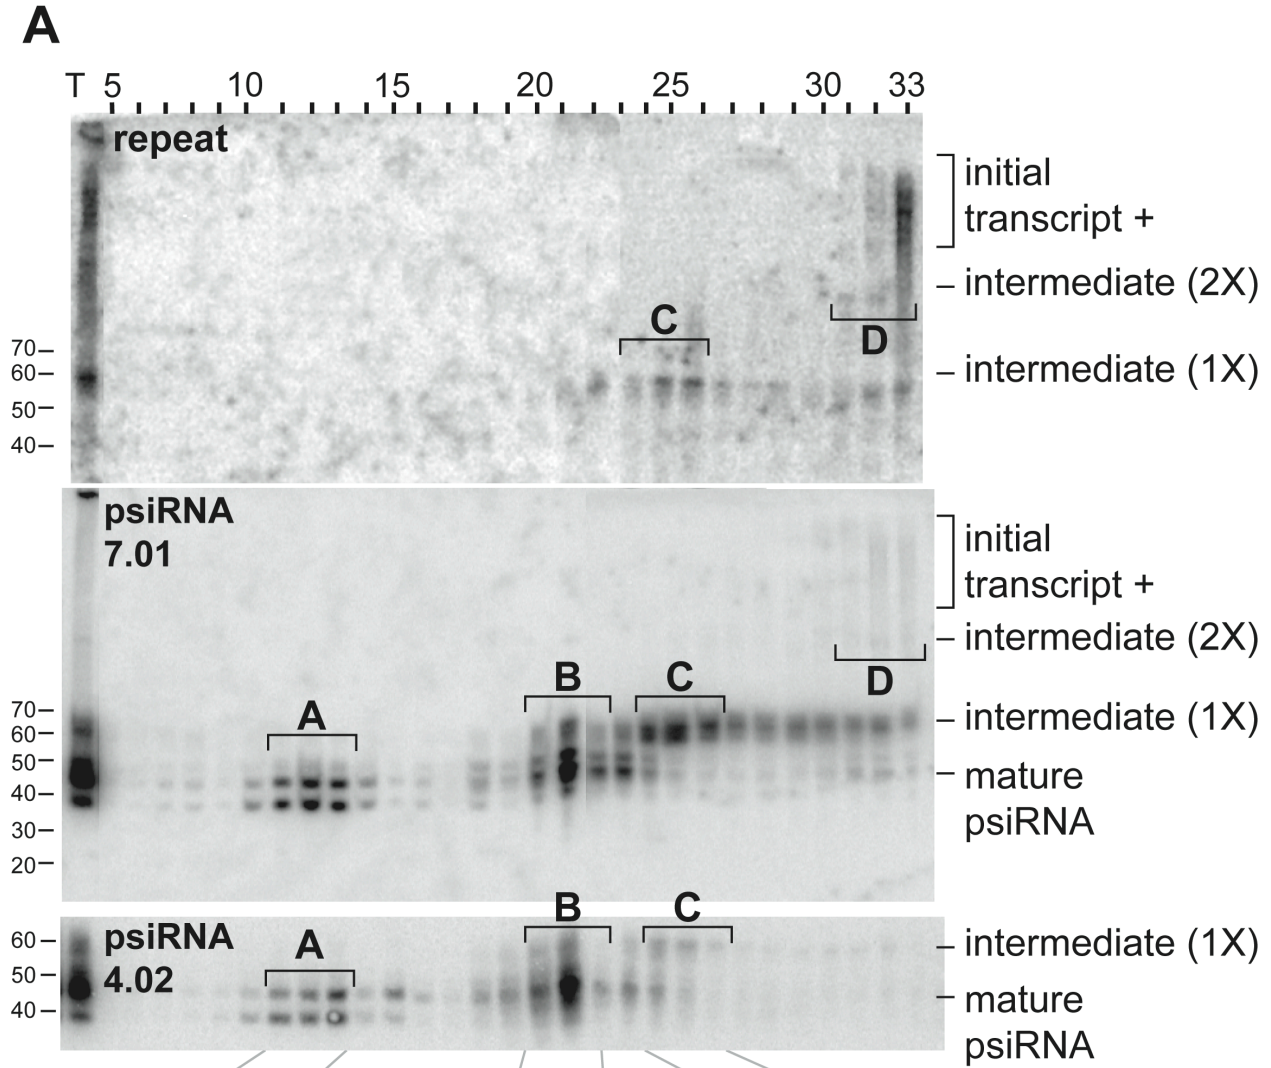 A
T 5 10 15 20 25 30 33
repeat
initial
transcript +
intermediate (2X)
C
D
70
60
50
40
intermediate (1X)
psiRNA
7.01
initial
transcript +
intermediate (2X)
A
B
C
D
70
60
50
40
30
20
intermediate (1X)
mature
psiRNA
psiRNA
4.02
A
B
C
60
50
40
intermediate (1X)
mature
psiRNA